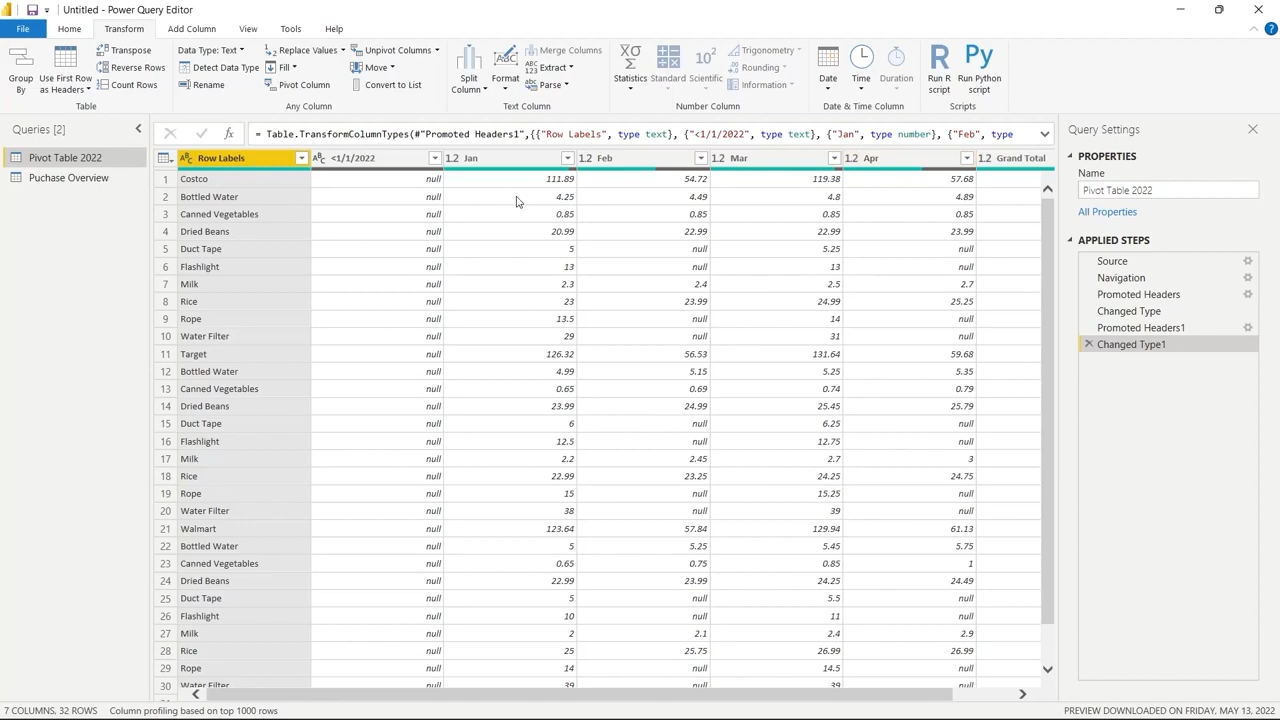 Untitled - Power Query Editor
File Home Transform Add Column View Tools Help
Group By
Use First Row as Headers
Transpose
Reverse Rows
Count Rows
Table
Data Type: Text
Detect Data Type
Rename
Replace Values
Fill
Pivot Column
Unpivot Columns
Move
Convert to List
Any Column
Split Column
Format
Merge Columns
Extract
Parse
Text Column
Statistics
Standard
Scientific
Trigonometry
Rounding
Information
Number Column
Date
Time
Duration
Date & Time Column
Run R script
Run Python script
Scripts
Queries [2]
Pivot Table 2022
Puchase Overview
= Table.TransformColumnTypes(#"Promoted Headers1",{{"Row Labels", type text}, {"<1/1/2022", type text}, {"Jan", type number}, {"Feb", type
Row Labels <1/1/2022 1.2 Jan 1.2 Feb 1.2 Mar 1.2 Apr 1.2 Grand Total
1 Costco null 111.89 54.72 119.38 57.68
2 Bottled Water null 4.25 4.49 4.8 4.89
3 Canned Vegetables null 0.85 0.85 0.85 0.85
4 Dried Beans null 20.99 22.99 22.99 23.99
5 Duct Tape null 5 null 5.25 null
6 Flashlight null 13 null 13 null
7 Milk null 2.3 2.4 2.5 2.7
8 Rice null 23 23.99 24.99 25.25
9 Rope null 13.5 null 14 null
10 Water Filter null 29 null 31 null
11 Target null 126.32 56.53 131.64 59.68
12 Bottled Water null 4.99 5.15 5.25 5.35
13 Canned Vegetables null 0.65 0.69 0.74 0.79
14 Dried Beans null 23.99 24.99 25.45 25.79
15 Duct Tape null 6 null 6.25 null
16 Flashlight null 12.5 null 12.75 null
17 Milk null 2.2 2.45 2.7 3
18 Rice null 22.99 23.25 24.25 24.75
19 Rope null 15 null 15.25 null
20 Water Filter null 38 null 39 null
21 Walmart null 123.64 57.84 129.94 61.13
22 Bottled Water null 5 5.25 5.45 5.75
23 Canned Vegetables null 0.65 0.75 0.85 1
24 Dried Beans null 22.99 23.99 24.25 24.49
25 Duct Tape null 5 null 5.5 null
26 Flashlight null 10 null 11 null
27 Milk null 2 2.1 2.4 2.9
28 Rice null 25 25.75 26.99 26.99
29 Rope null 14 null 14.5 null
30 Water Filter null 39 null 39 null
Query Settings
PROPERTIES
Name
Pivot Table 2022
All Properties
APPLIED STEPS
Source
Navigation
Promoted Headers
Changed Type
Promoted Headers1
Changed Type1
7 COLUMNS, 32 ROWS Column profiling based on top 1000 rows
PREVIEW DOWNLOADED ON FRIDAY, MAY 13, 2022